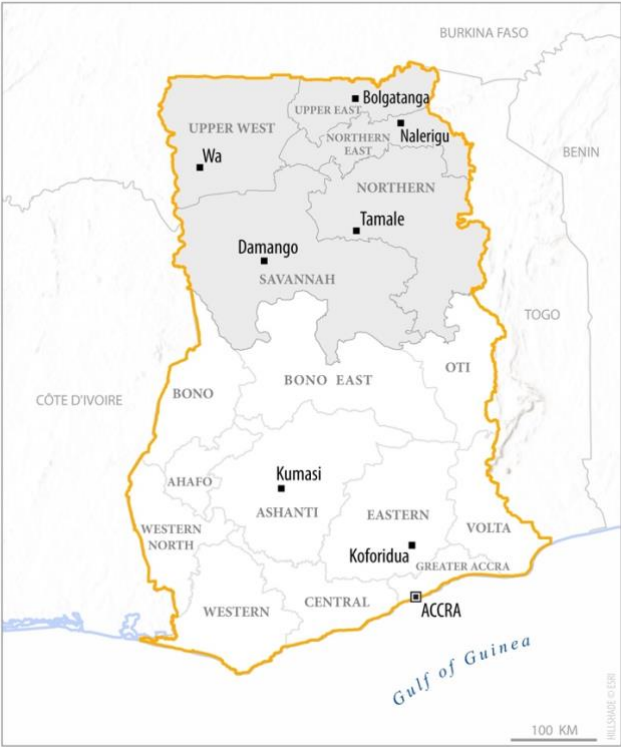 BURKINA FASO
Bolgatanga
UPPER EAST
UPPER WEST
Nalerigu
NORTHERN
EAST
BENIN
Wa
NORTHERN
Tamale
Damango
SAVANNAH
TOGO
OTI
BONO EAST
BONO
CÔTE D'IVOIRE
Kumasi
AHAFO
ASHANTI
EASTERN
VOLTA
WESTERN
NORTH
Koforidua
GREATER ACCRA
CENTRAL
ACCRA
WESTERN
Gulf of Guinea
100 KM
HILLSHADE © ESRI